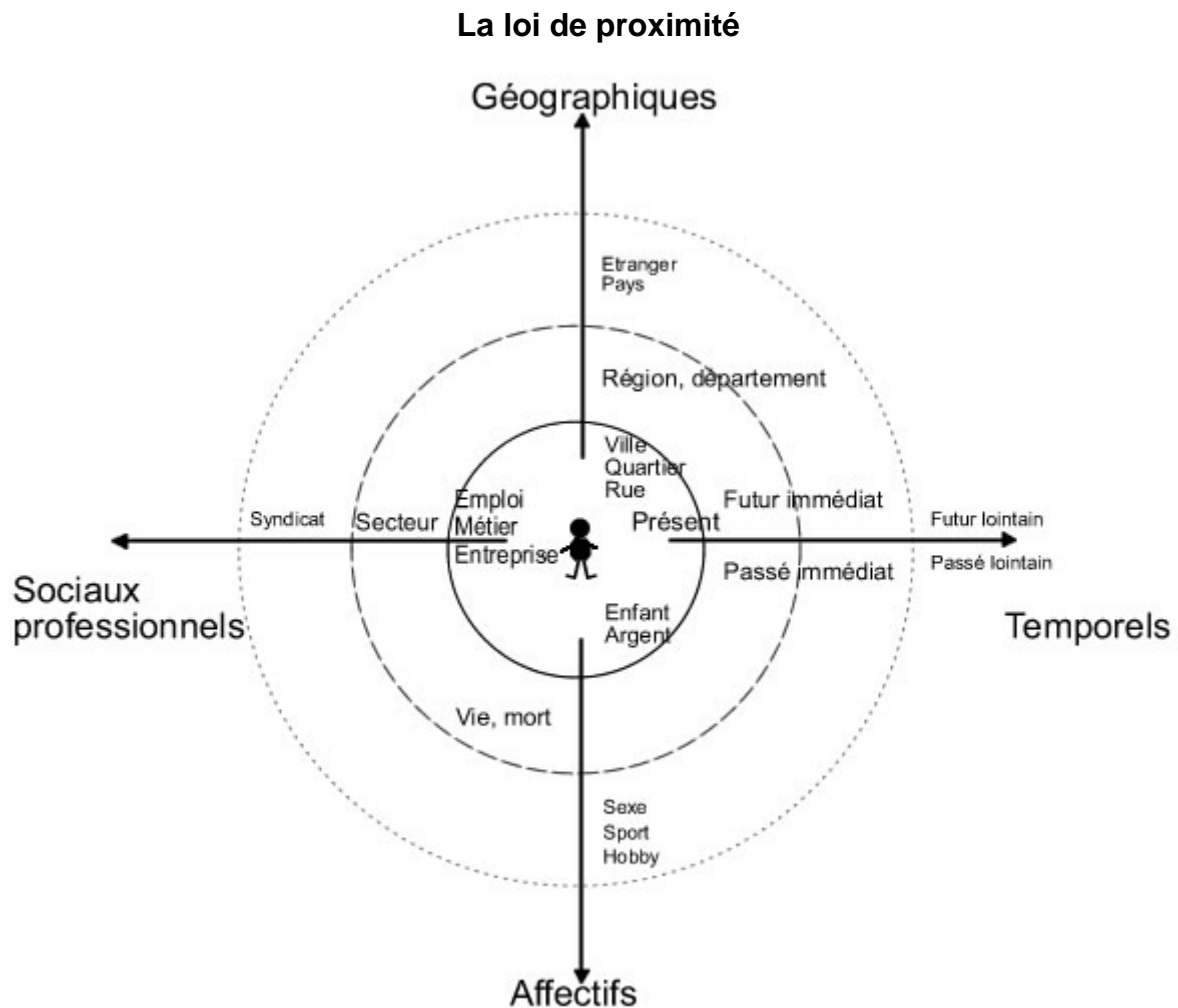 La loi de proximité
Géographiques
Etranger
Pays
Région, département
Ville
Quartier
Rue
Emploi
Métier
Entreprise
Secteur
Syndicat
Présent
Futur immédiat
Passé immédiat
Futur lointain
Passé lointain
Sociaux
professionnels
Temporels
Enfant
Argent
Vie, mort
Sexe
Sport
Hobby
Affectifs